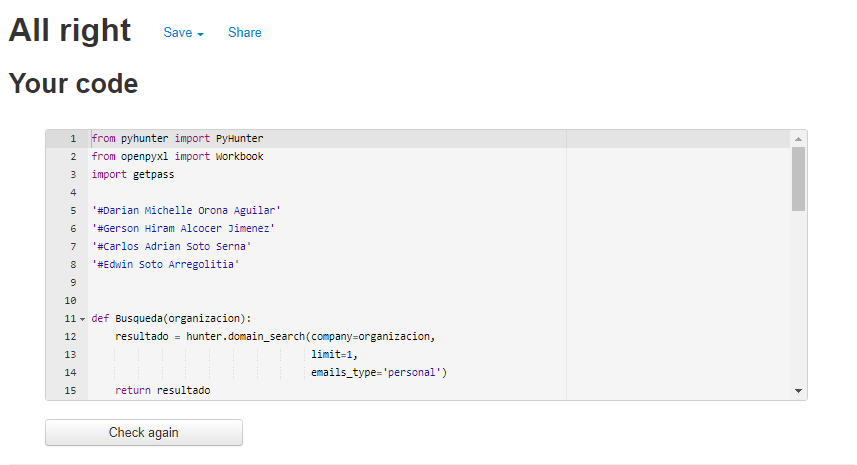 All right Save Share
Your code
1 from pyhunter import PyHunter
2 from openpyxl import Workbook
3 import getpass
4
5 '#Darian Michelle Orona Aguilar'
6 '#Gerson Hiram Alcocer Jimenez'
7 '#Carlos Adrian Soto Serna'
8 '#Edwin Soto Arregolitia'
9
10
11 def Busqueda(organizacion):
12 resultado = hunter.domain_search(company=organizacion,
13 limit=1,
14 emails_type='personal')
15 return resultado
Check again